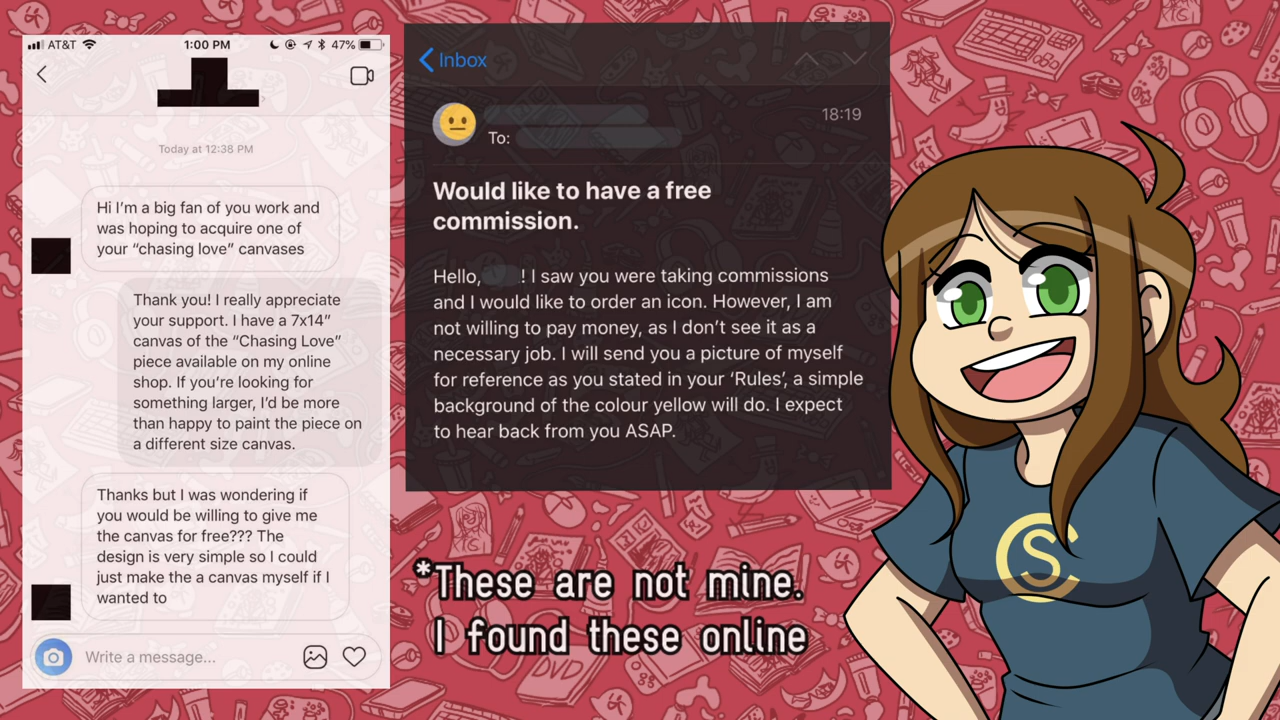 AT&T 1:00 PM 47%
Today at 12:38 PM
Hi I'm a big fan of you work and
was hoping to acquire one of
your “chasing love” canvases
Thank you! I really appreciate
your support. I have a 7x14”
canvas of the “Chasing Love”
piece available on my online
shop. If you're looking for
something larger, I'd be more
than happy to paint the piece on
a different size canvas.
Thanks but I was wondering if
you would be willing to give me
the canvas for free??? The
design is very simple so I could
just make the a canvas myself if I
wanted to
Write a message...
Inbox
18:19
To:
Would like to have a free
commission.
Hello, ! I saw you were taking commissions
and I would like to order an icon. However, I am
not willing to pay money, as I don't see it as a
necessary job. I will send you a picture of myself
for reference as you stated in your ‘Rules’, a simple
background of the colour yellow will do. I expect
to hear back from you ASAP.
*These are not mine.
I found these online
CS
DVD